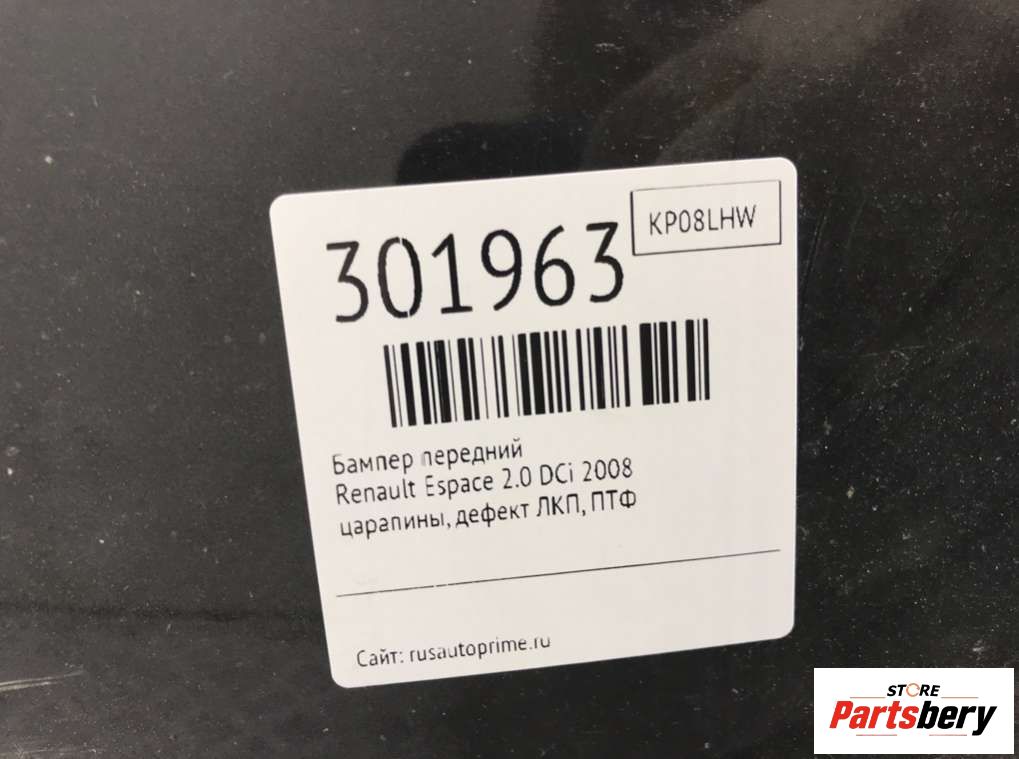 KP08LHW
301963
Бампер передний
Renault Espace 2.0 DCi 2008
царапины, дефект ЛКП, ПТФ
Сайт: rusautoprime.ru
STORE
Partsbery